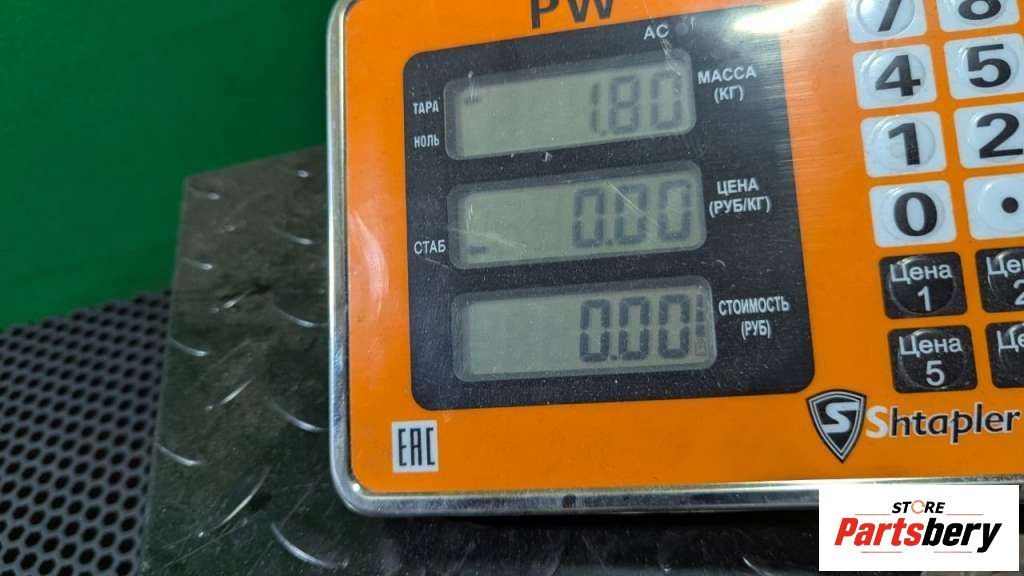 PW
AC
ТАРА
НОЛЬ
1.80
МАССА
(КГ)
СТАБ
0.00
ЦЕНА
(РУБ/КГ)
0.00
СТОИМОСТЬ
(РУБ)
7 8
4 5
1 2
0 .
Цена
1
Цена
5
EAC
S Shtapler
STORE
Partsbery